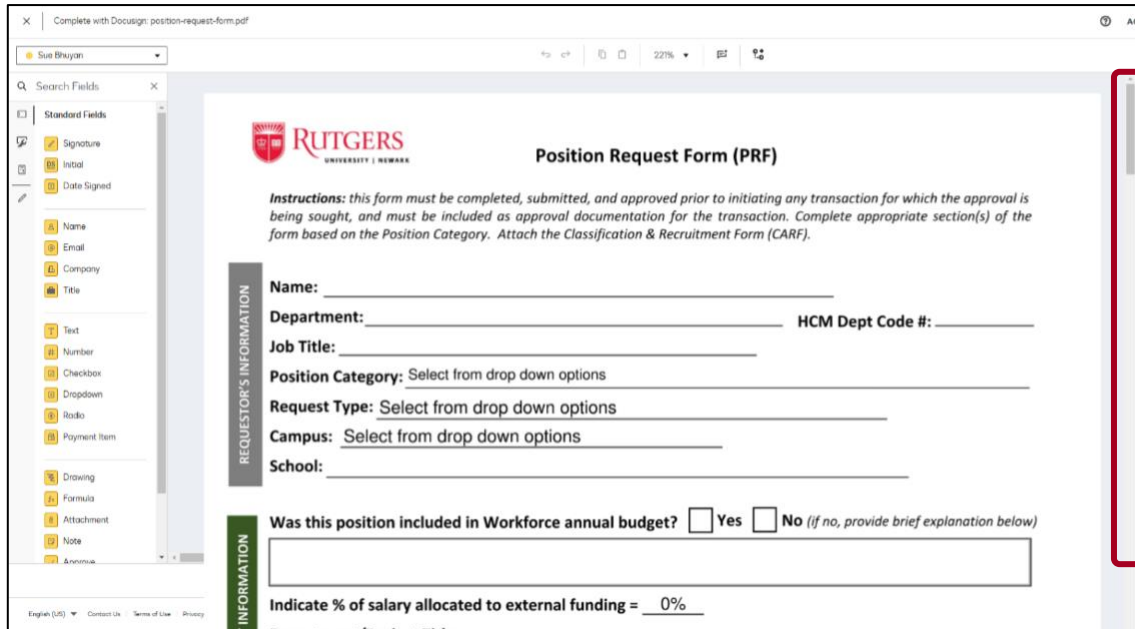 Complete with Docusign: position-request-form.pdf
Sue Bhuyan
221%
Search Fields
Standard Fields
Signature
DS Initial
Date Signed
Name
Email
Company
Title
Text
Number
Checkbox
Dropdown
Radio
Payment Item
Drawing
Formula
Attachment
Note
Approve
English (US) Contact Us Terms of Use Privacy
RUTGERS
UNIVERSITY | NEWARK
Position Request Form (PRF)
Instructions: this form must be completed, submitted, and approved prior to initiating any transaction for which the approval is
being sought, and must be included as approval documentation for the transaction. Complete appropriate section(s) of the
form based on the Position Category. Attach the Classification & Recruitment Form (CARF).
REQUESTOR'S INFORMATION
Name:
Department: HCM Dept Code #:
Job Title:
Position Category: Select from drop down options
Request Type: Select from drop down options
Campus: Select from drop down options
School:
INFORMATION
Was this position included in Workforce annual budget? Yes No (if no, provide brief explanation below)
Indicate % of salary allocated to external funding = 0%